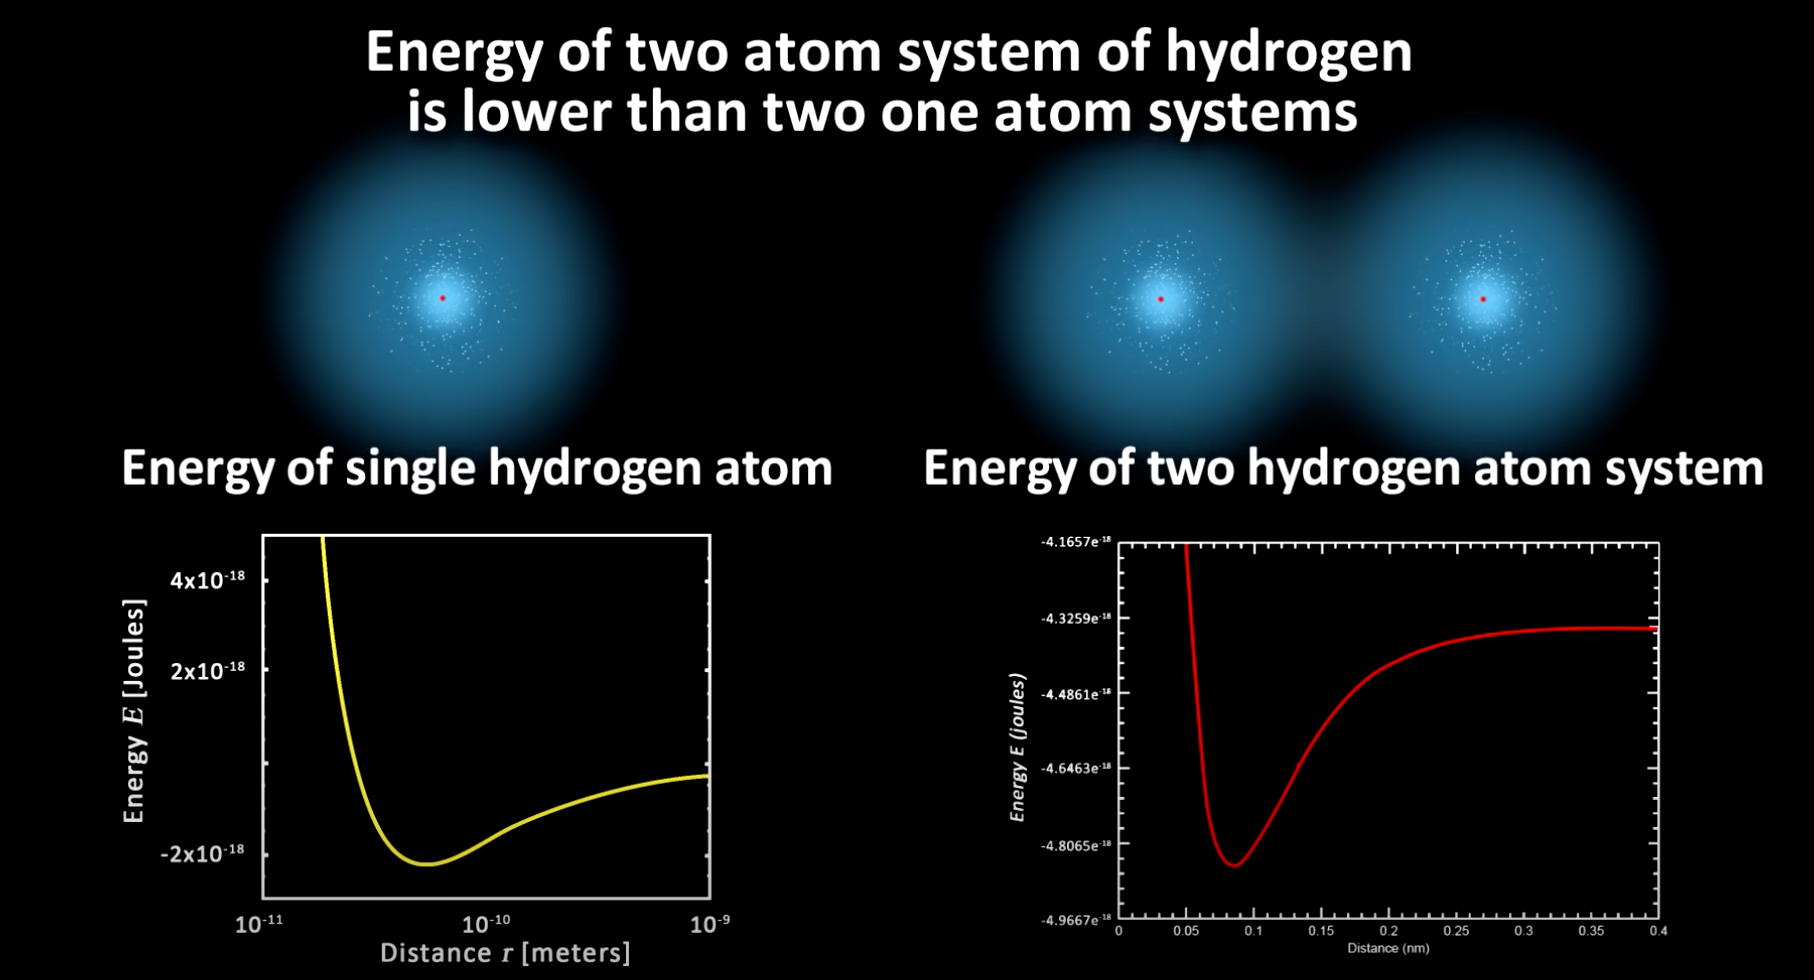 Energy of two atom system of hydrogen
is lower than two one atom systems
Energy of single hydrogen atom
Energy E [Joules]
4x10⁻¹⁸
2x10⁻¹⁸
-2x10⁻¹⁸
10⁻¹¹ 10⁻¹⁰ 10⁻⁹
Distance r [meters]
Energy of two hydrogen atom system
Energy E (joules)
-4.1657e⁻¹⁸
-4.3259e⁻¹⁸
-4.4861e⁻¹⁸
-4.6463e⁻¹⁸
-4.8065e⁻¹⁸
-4.9667e⁻¹⁸
0 0.05 0.1 0.15 0.2 0.25 0.3 0.35 0.4
Distance (nm)